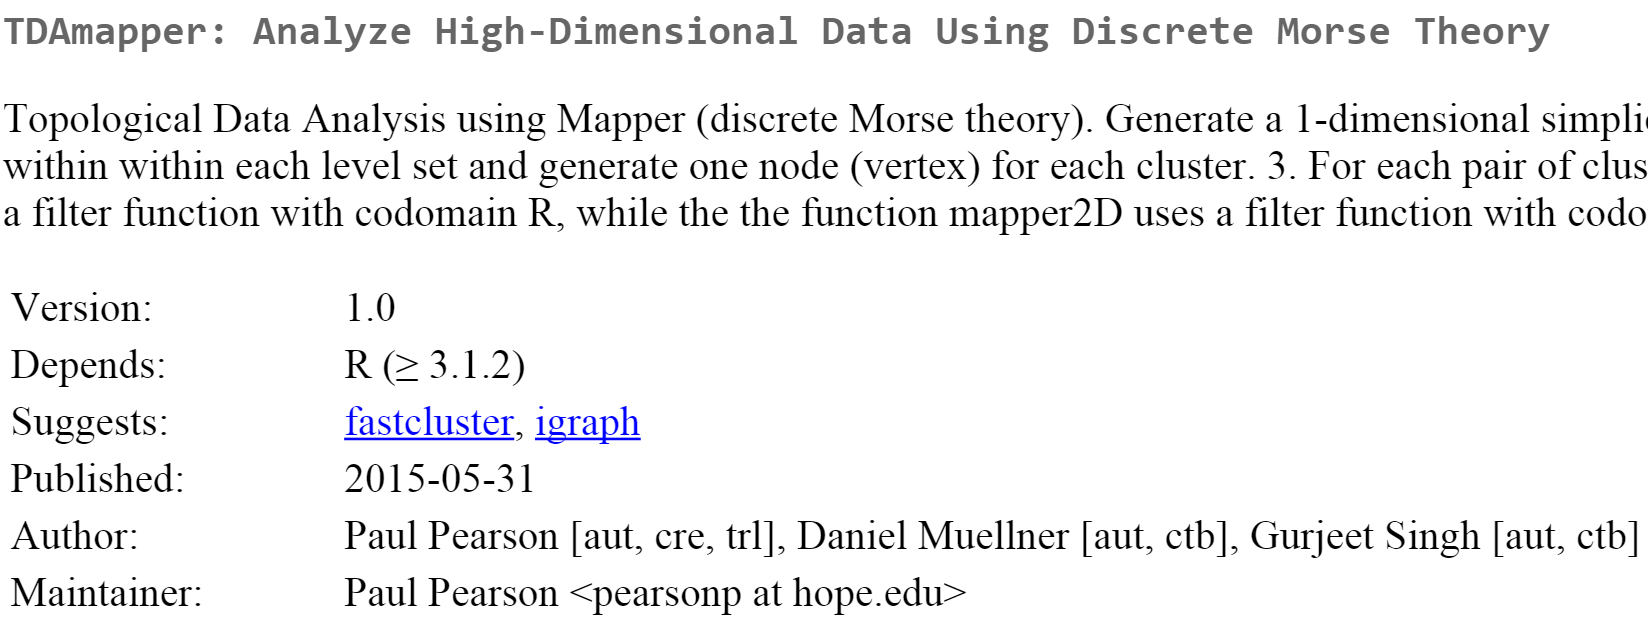 TDAmapper: Analyze High-Dimensional Data Using Discrete Morse Theory
Topological Data Analysis using Mapper (discrete Morse theory). Generate a 1-dimensional
within within each level set and generate one node (vertex) for each cluster. 3. For each pair of
a filter function with codomain R, while the the function mapper2D uses a filter function with
Version: 1.0
Depends: R (≥ 3.1.2)
Suggests: fastcluster, igraph
Published: 2015-05-31
Author: Paul Pearson [aut, cre, trl], Daniel Muellner [aut, ctb], Gurjeet Singh [aut, ctb]
Maintainer: Paul Pearson <pearsonp at hope.edu>